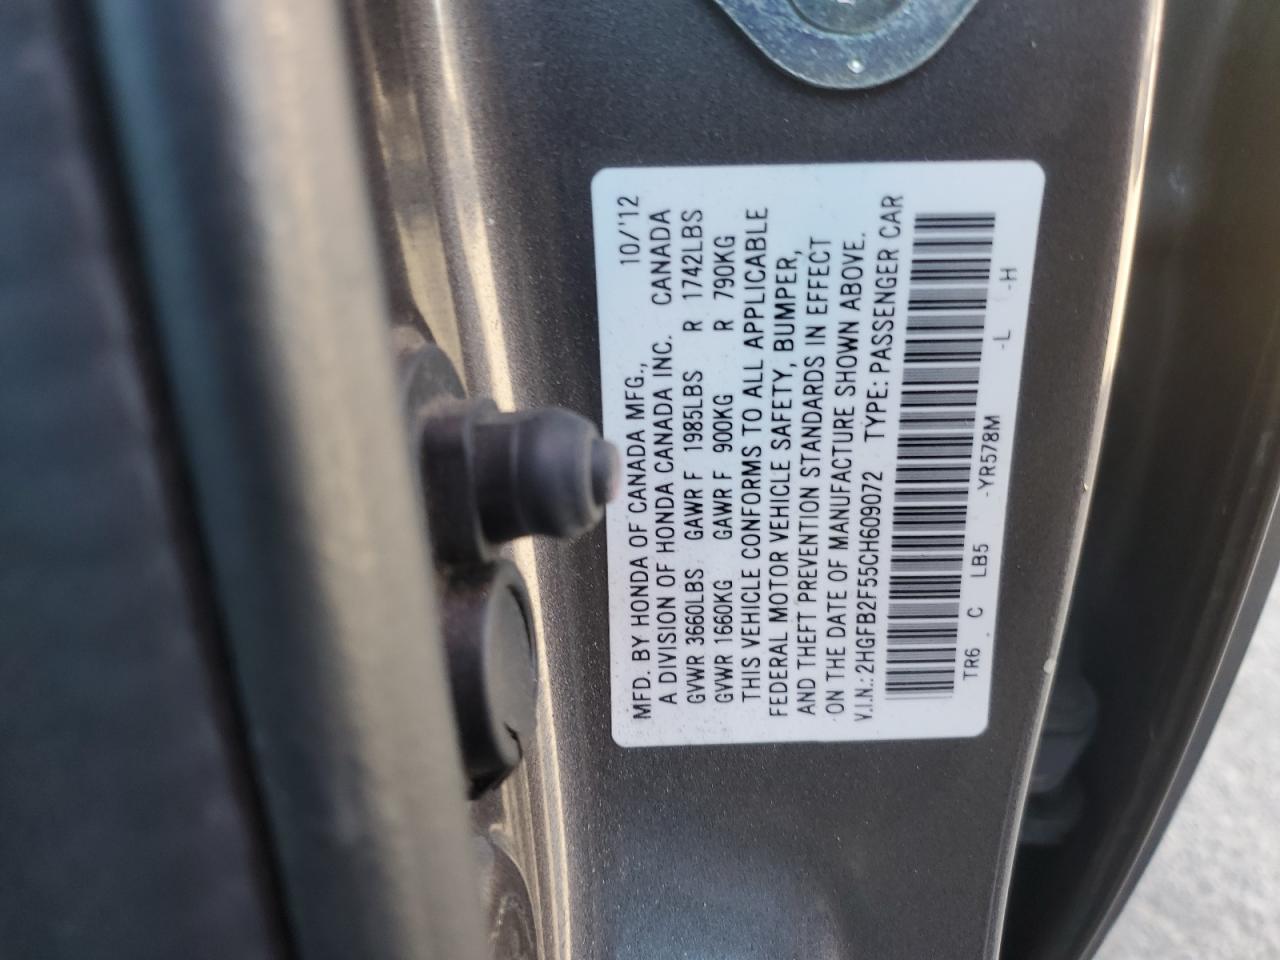 10/'12
MFD. BY HONDA OF CANADA MFG.,
A DIVISION OF HONDA CANADA INC. CANADA
GVWR 3660LBS GAWR F 1985LBS R 1742LBS
GVWR 1660KG GAWR F 900KG R 790KG
THIS VEHICLE CONFORMS TO ALL APPLICABLE
FEDERAL MOTOR VEHICLE SAFETY, BUMPER,
AND THEFT PREVENTION STANDARDS IN EFFECT
ON THE DATE OF MANUFACTURE SHOWN ABOVE.
V.I.N.: 2HGFB2F55CH609072 TYPE: PASSENGER CAR
TR6 . C LB5 -YR578M -L -H